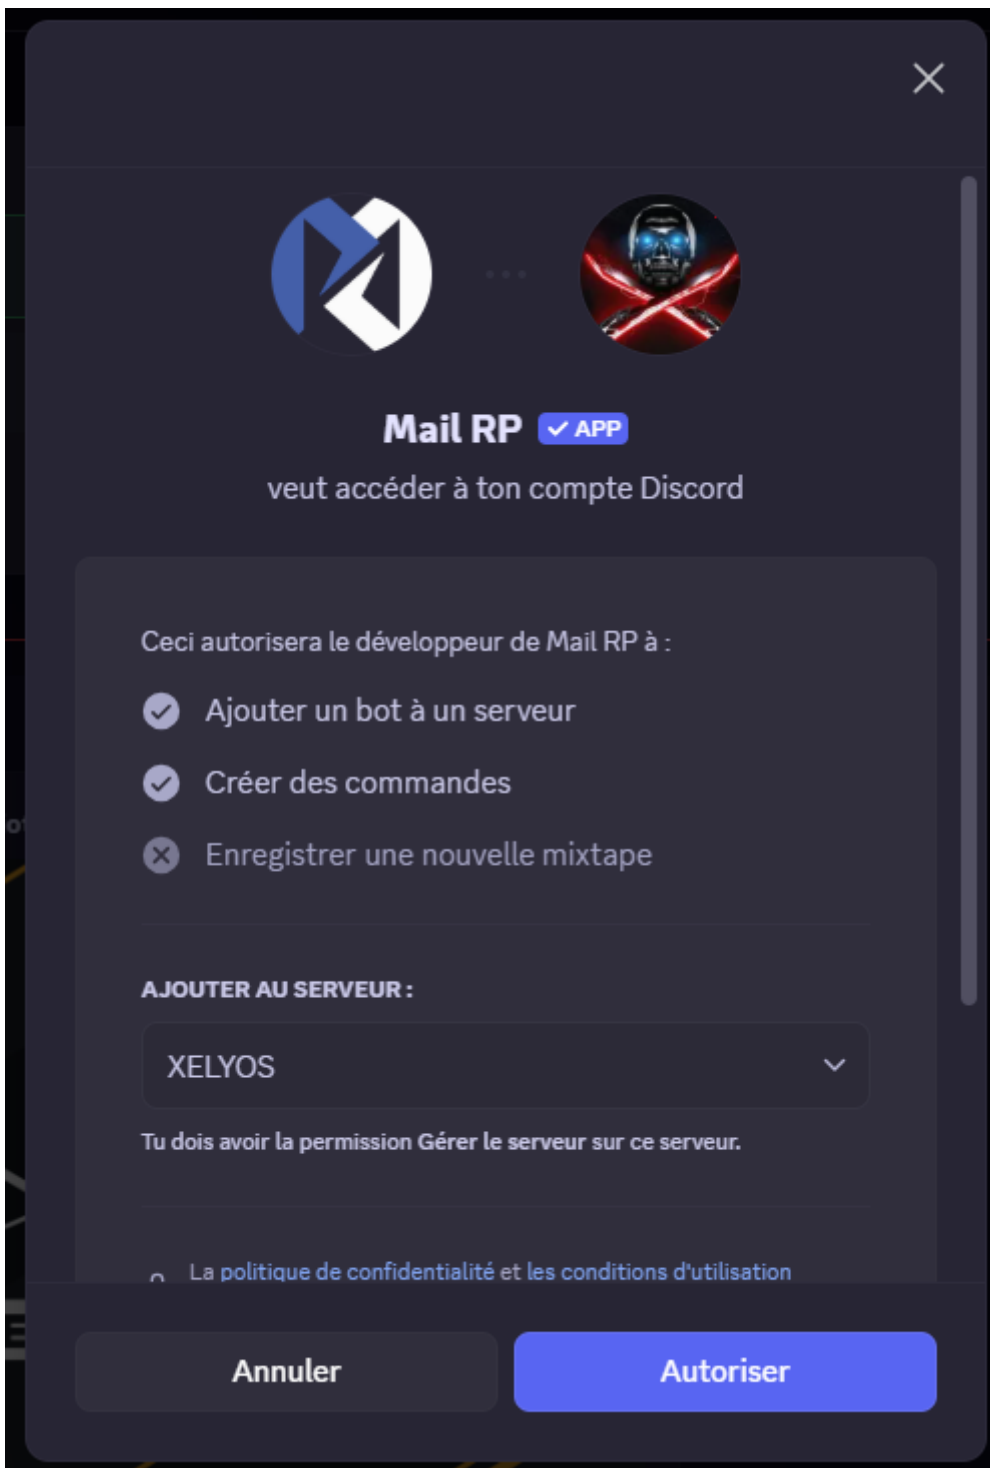 Mail RP
APP
veut accéder à ton compte Discord
Ceci autorisera le développeur de Mail RP à :
Ajouter un bot à un serveur
Créer des commandes
Enregistrer une nouvelle mixtape
AJOUTER AU SERVEUR :
XELYOS
Tu dois avoir la permission Gérer le serveur sur ce serveur.
La politique de confidentialité et les conditions d'utilisation
Annuler
Autoriser